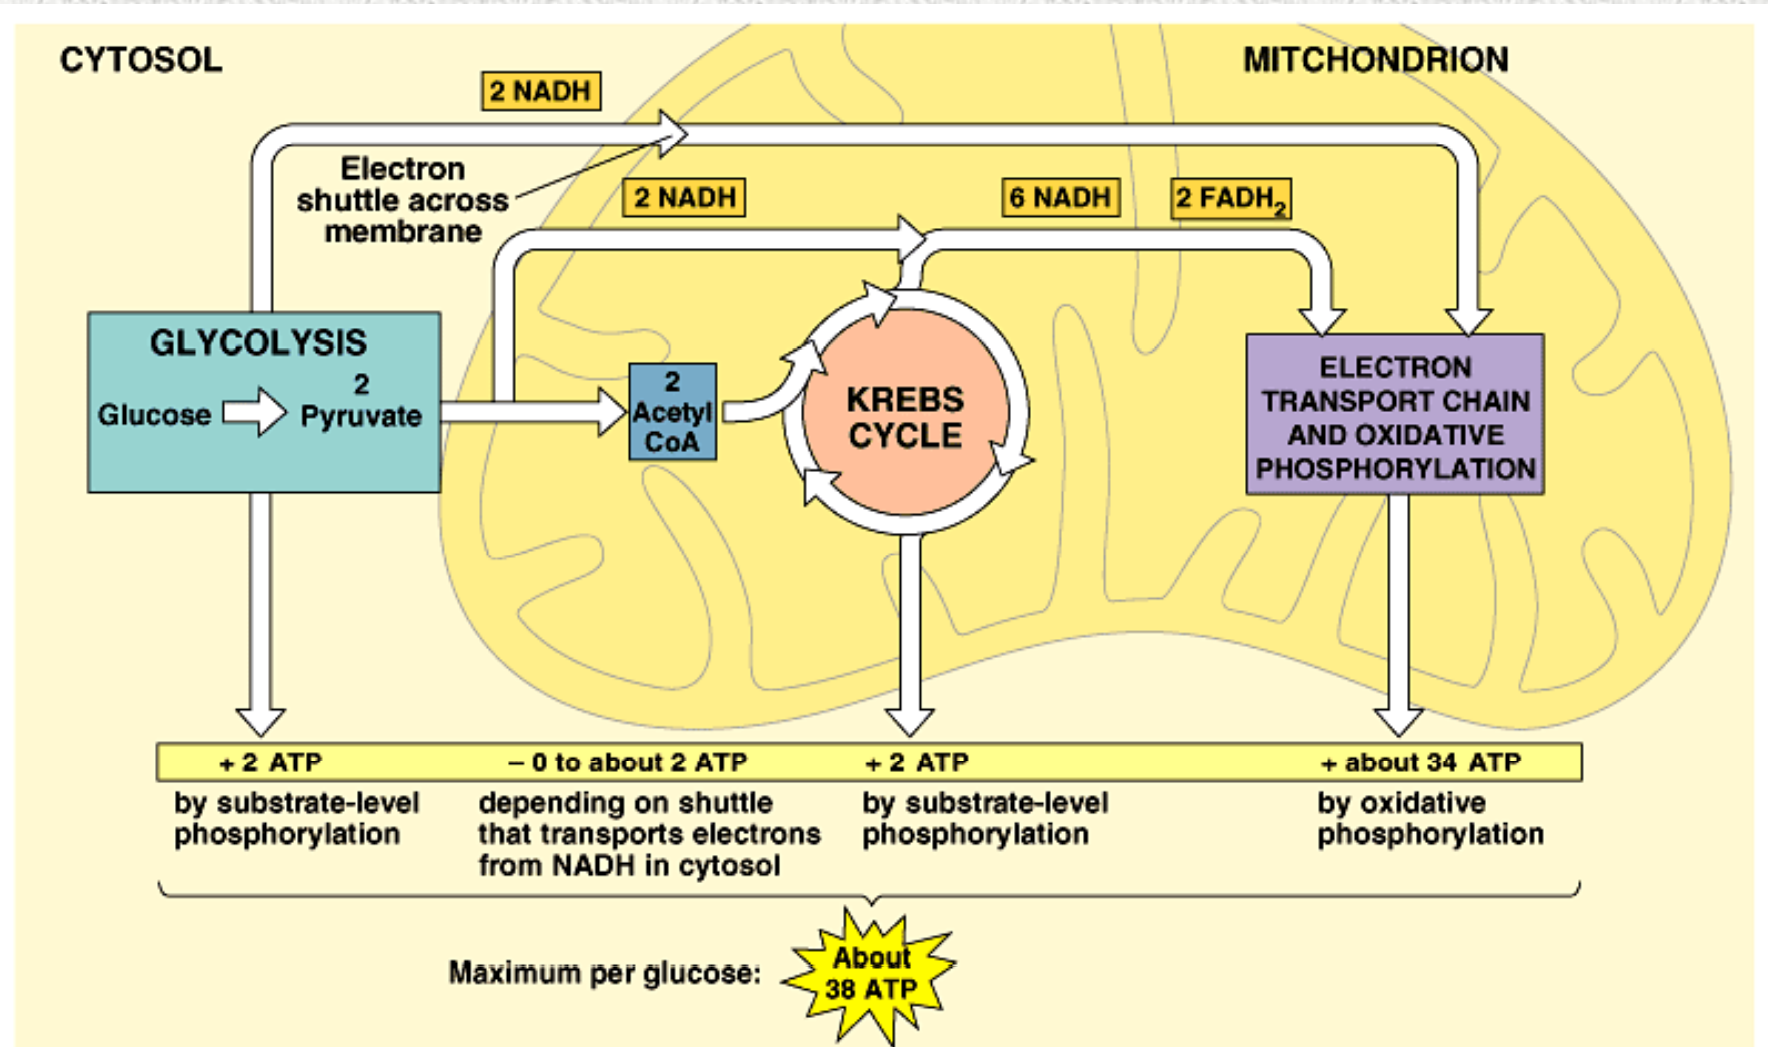 CYTOSOL
MITCHONDRION
2 NADH
Electron
shuttle across
membrane
2 NADH
6 NADH
2 FADH₂
GLYCOLYSIS
2
Glucose
Pyruvate
2
Acetyl
CoA
KREBS
CYCLE
ELECTRON
TRANSPORT CHAIN
AND OXIDATIVE
PHOSPHORYLATION
+ 2 ATP
by substrate-level
phosphorylation
– 0 to about 2 ATP
depending on shuttle
that transports electrons
from NADH in cytosol
+ 2 ATP
by substrate-level
phosphorylation
+ about 34 ATP
by oxidative
phosphorylation
Maximum per glucose:
About
38 ATP